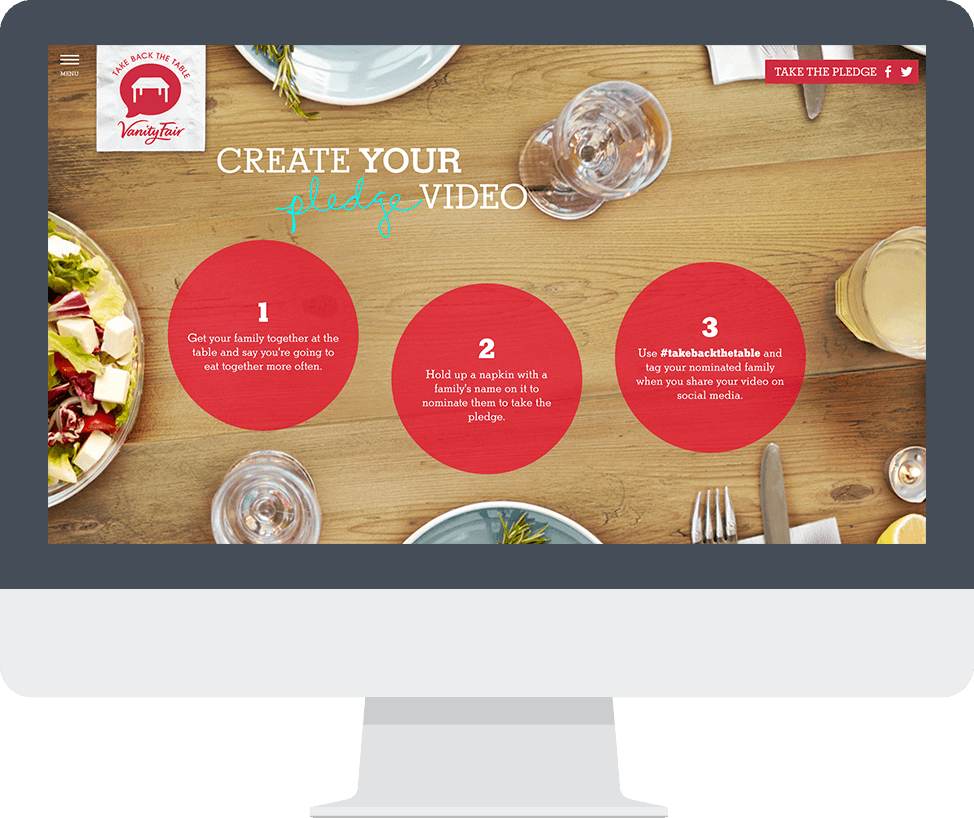 MENU
TAKE BACK THE TABLE
VanityFair
TAKE THE PLEDGE
CREATE YOUR
pledge VIDEO
1
Get your family together at the
table and say you're going to
eat together more often.
2
Hold up a napkin with a
family's name on it to
nominate them to take the
pledge.
3
Use #takebackthetable and
tag your nominated family
when you share your video on
social media.